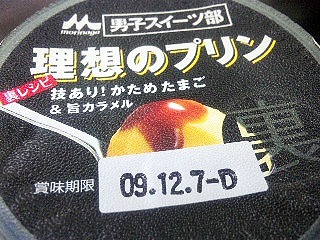 morinaga 男子スイーツ部
理想のプリン
裏レシピ 技あり!かためたまご
&旨カラメル
裏
賞味期限 09.12.7-D